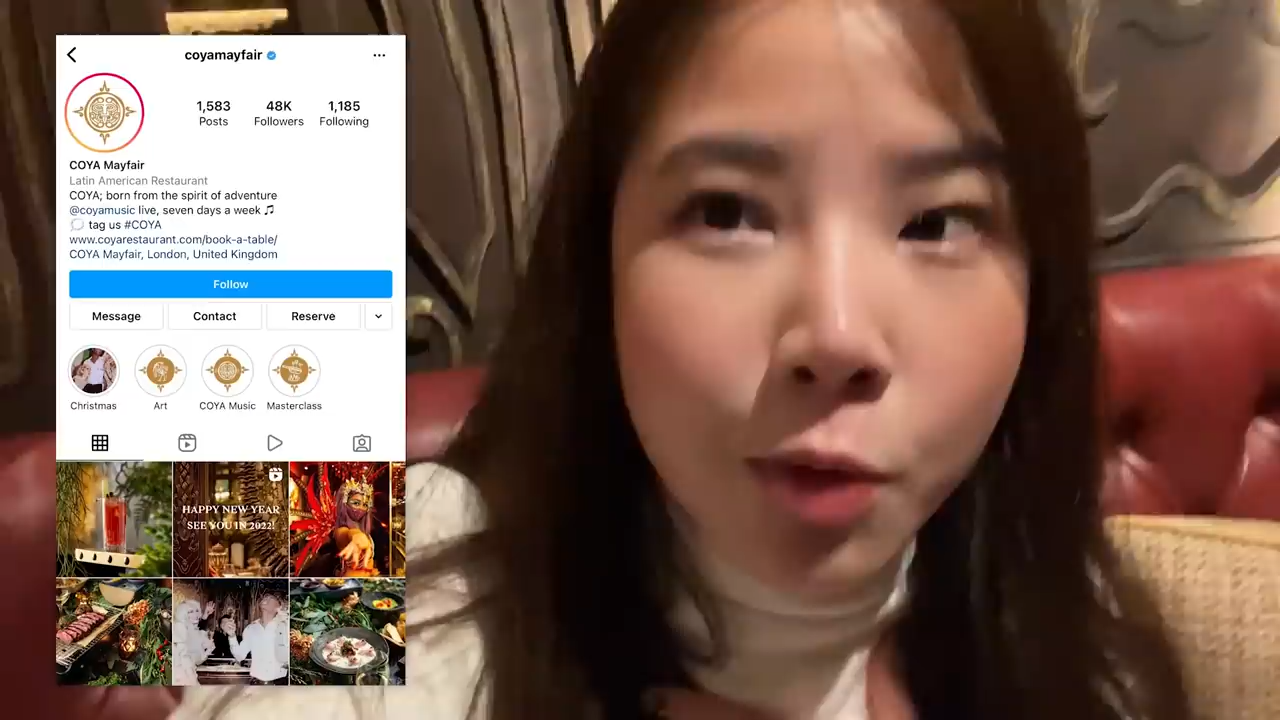 coyamayfair
1,583 48K 1,185
Posts Followers Following
COYA Mayfair
Latin American Restaurant
COYA; born from the spirit of adventure
@coyamusic live, seven days a week 🎵
💭 tag us #COYA
www.coyarestaurant.com/book-a-table/
COYA Mayfair, London, United Kingdom
Follow
Message Contact Reserve
Christmas Art COYA Music Masterclass
HAPPY NEW YEAR
SEE YOU IN 2022!